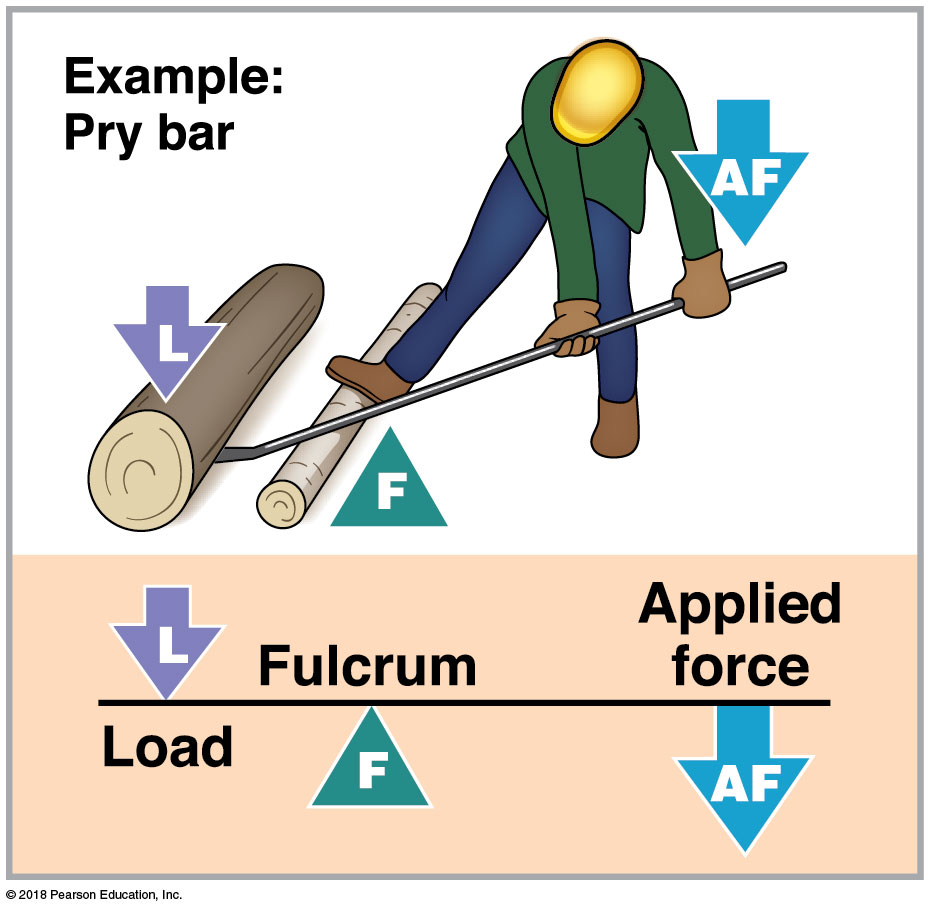 Example:
Pry bar
AF
L
F
L
Fulcrum
Applied
force
Load
F
AF
© 2018 Pearson Education, Inc.